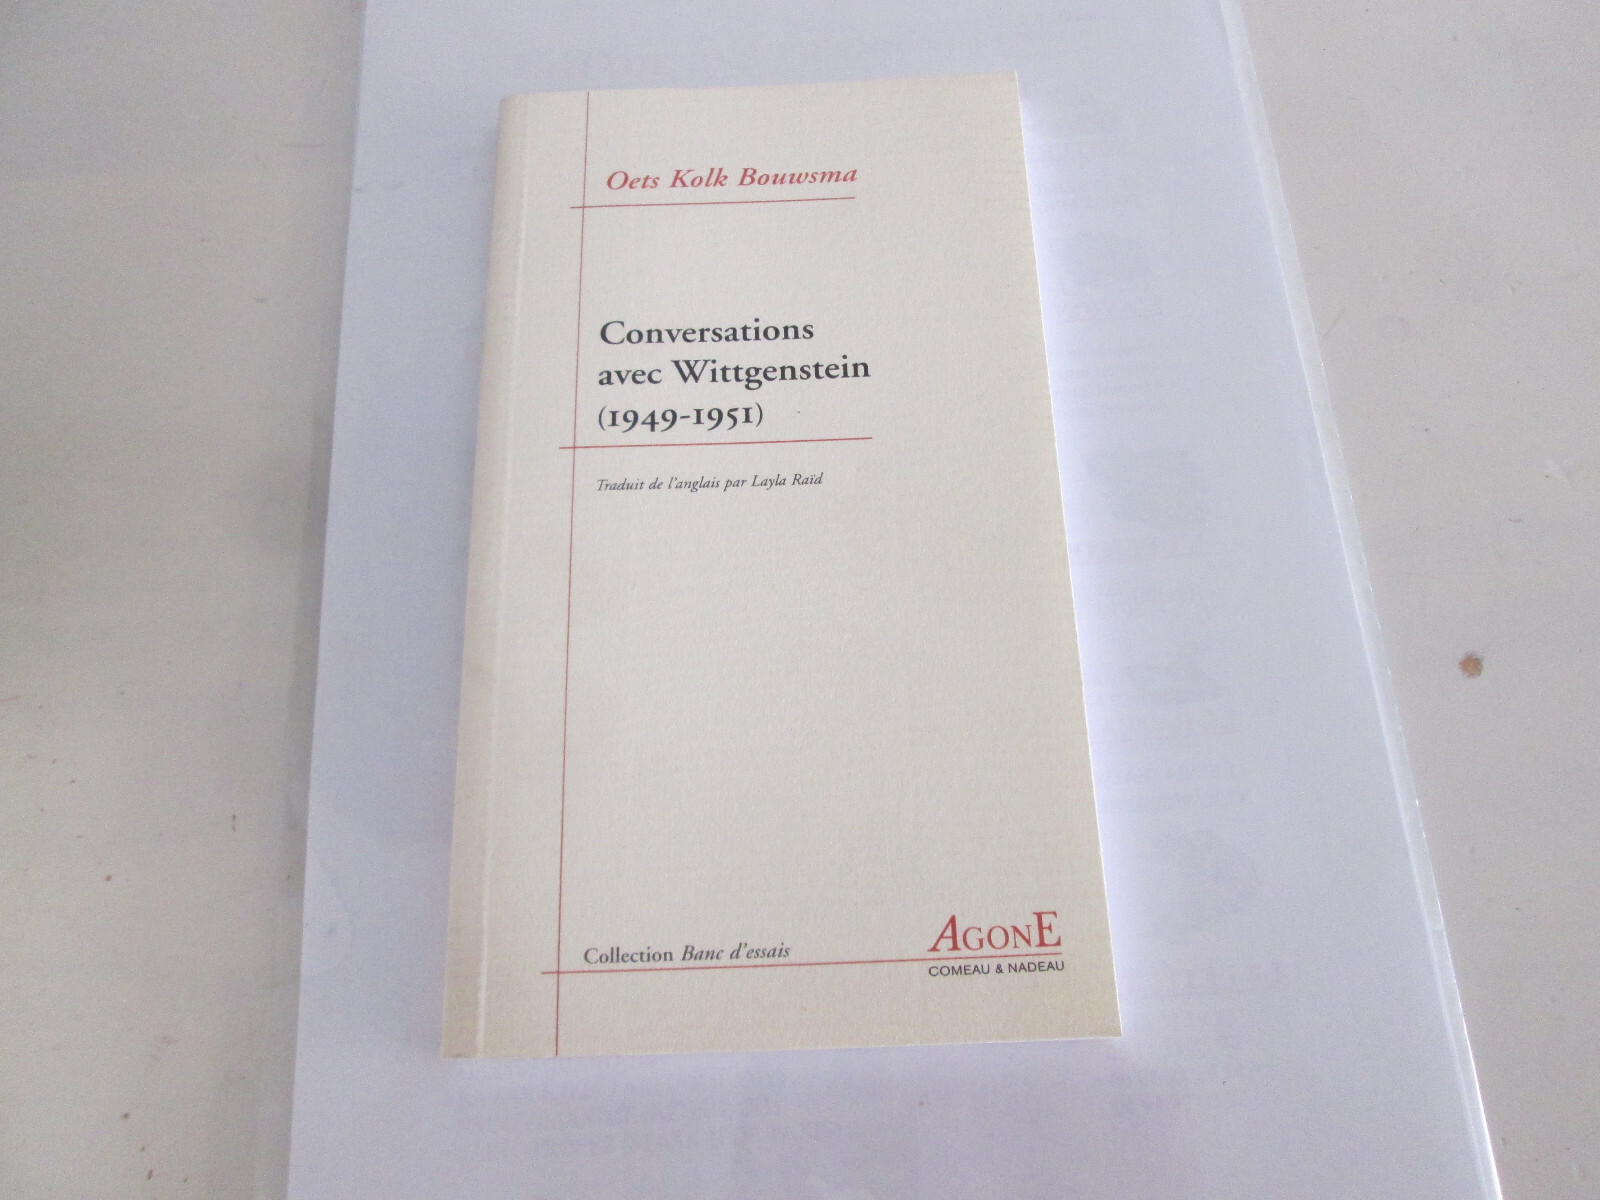 Oets Kolk Bouwsma
Conversations
avec Wittgenstein
(1949-1951)
Traduit de l'anglais par Layla Raïd
Collection Banc d'essais
AGONE
COMEAU & NADEAU